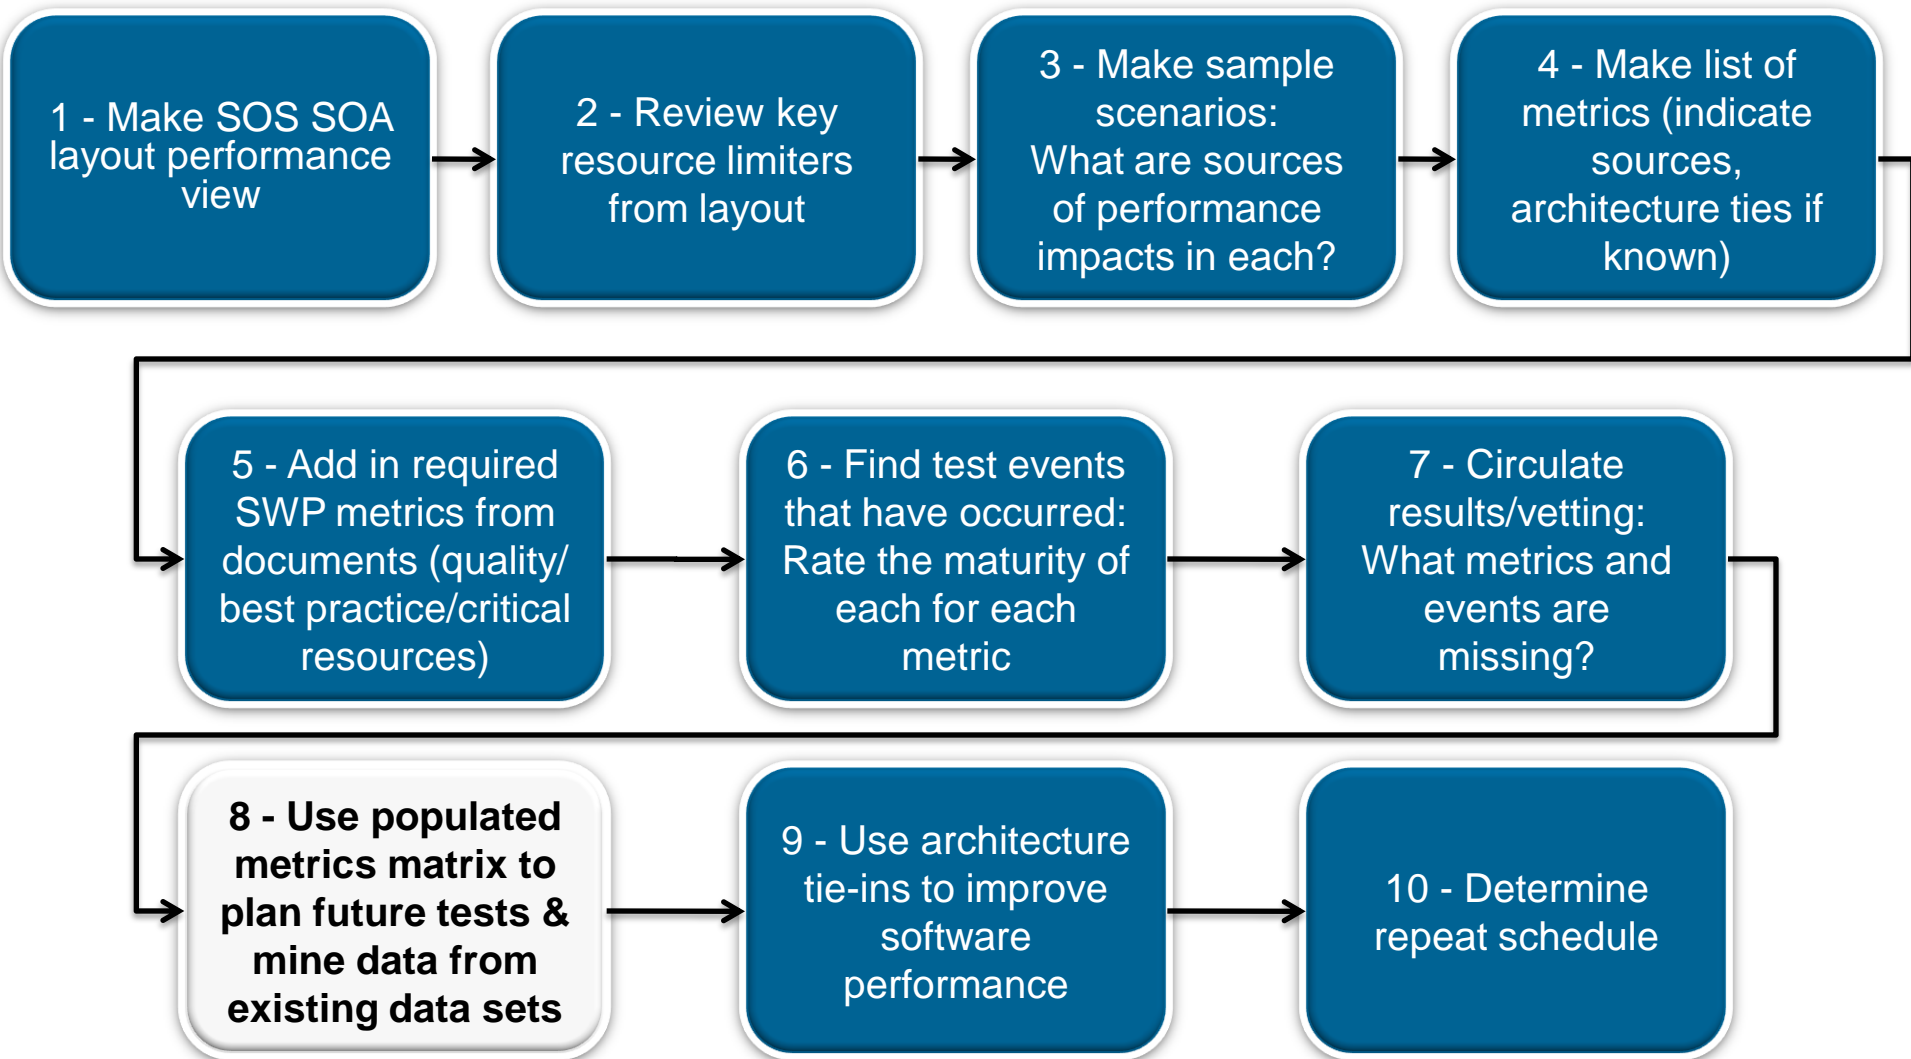 1 - Make SOS SOA
layout performance
view
2 - Review key
resource limiters
from layout
3 - Make sample
scenarios:
What are sources
of performance
impacts in each?
4 - Make list of
metrics (indicate
sources,
architecture ties if
known)
5 - Add in required
SWP metrics from
documents (quality/
best practice/critical
resources)
6 - Find test events
that have occurred:
Rate the maturity of
each for each
metric
7 - Circulate
results/vetting:
What metrics and
events are
missing?
8 - Use populated
metrics matrix to
plan future tests &
mine data from
existing data sets
9 - Use architecture
tie-ins to improve
software
performance
10 - Determine
repeat schedule